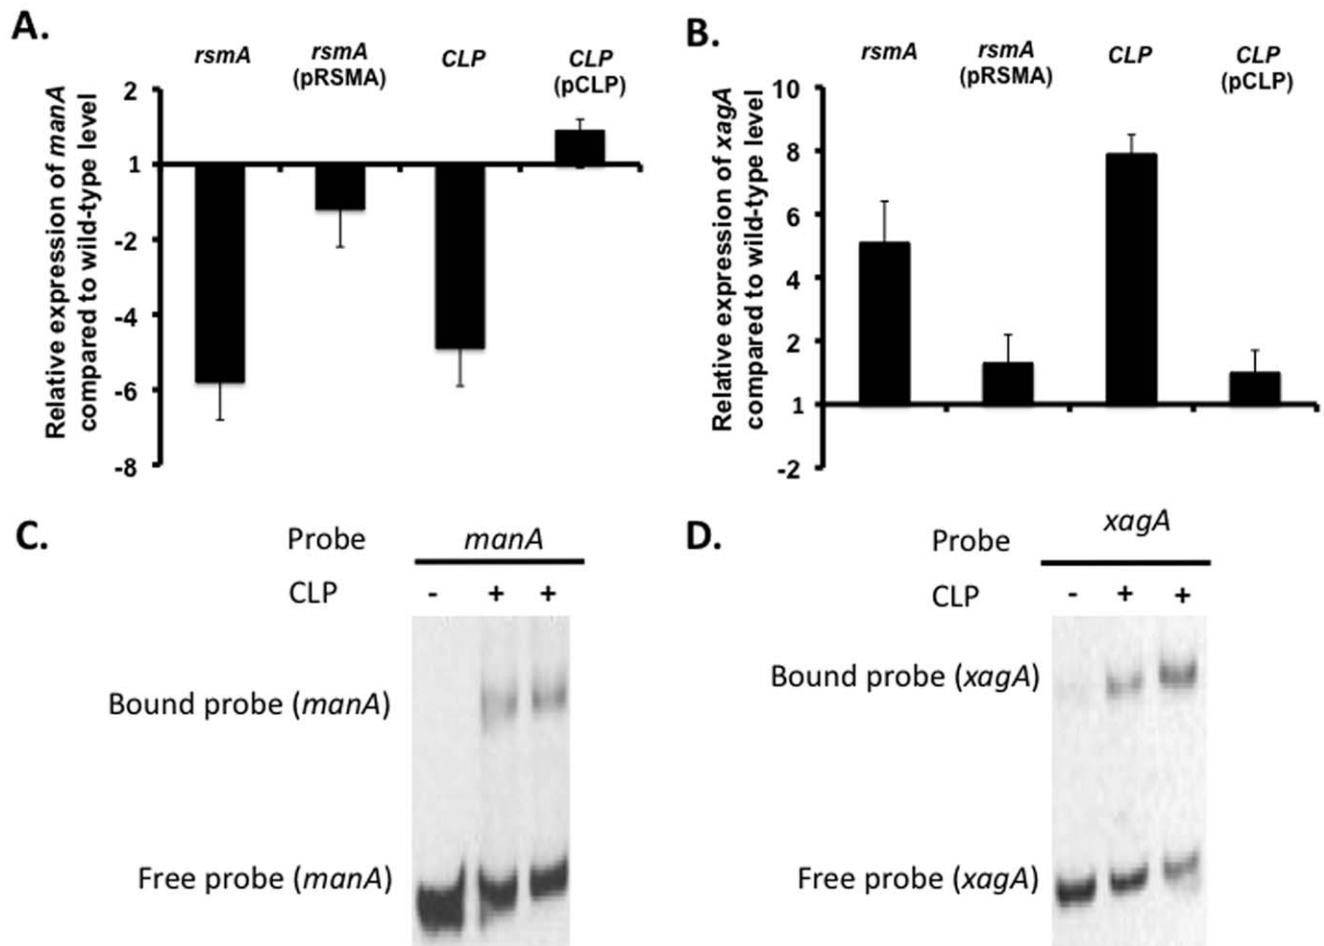 A.
rsmA
rsmA
(pRSMA)
CLP
CLP
(pCLP)
Relative expression of manA
compared to wild-type level
2
1
-2
-4
-6
-8
B.
rsmA
rsmA
(pRSMA)
CLP
CLP
(pCLP)
Relative expression of xagA
compared to wild-type level
10
8
6
4
2
1
-2
C.
Probe
manA
CLP
- + +
Bound probe (manA)
Free probe (manA)
D.
Probe
xagA
CLP
- + +
Bound probe (xagA)
Free probe (xagA)